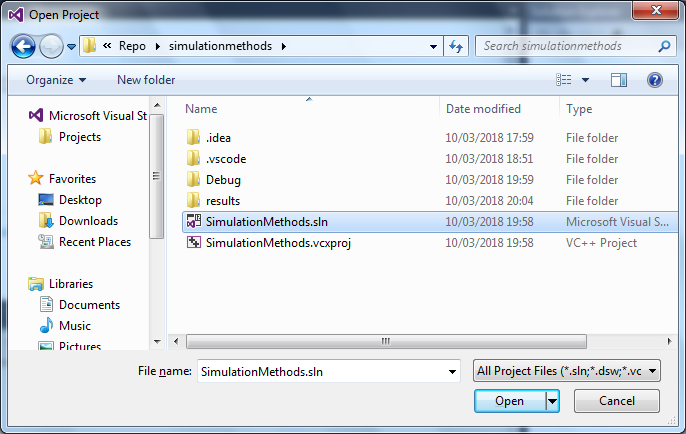 Open Project
« Repo simulationmethods
Search simulationmethods
Organize New folder
Name Date modified Type
Microsoft Visual St
Projects
Favorites
Desktop
Downloads
Recent Places
Libraries
Documents
Music
Pictures
.idea 10/03/2018 17:59 File folder
.vscode 10/03/2018 18:51 File folder
Debug 10/03/2018 19:59 File folder
results 10/03/2018 20:04 File folder
SimulationMethods.sln 10/03/2018 19:58 Microsoft Visual S...
SimulationMethods.vcxproj 10/03/2018 19:58 VC++ Project
File name: SimulationMethods.sln All Project Files (*.sln;*.dsw;*.vc
Open Cancel